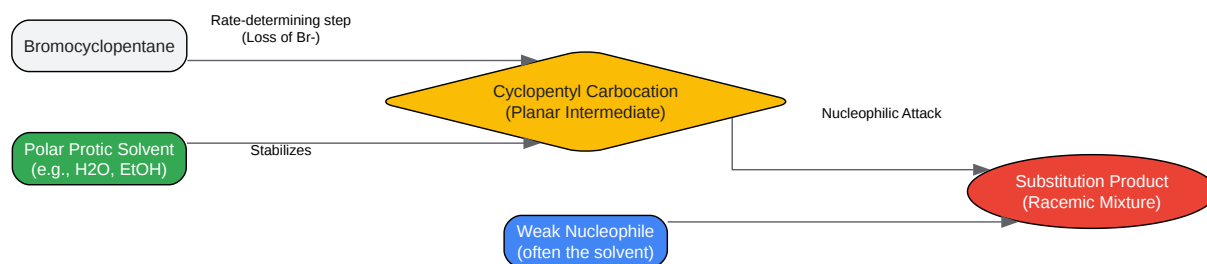 Rate-determining step
(Loss of Br-)
Bromocyclopentane
Cyclopentyl Carbocation
(Planar Intermediate)
Nucleophilic Attack
Polar Protic Solvent
(e.g., H2O, EtOH)
Stabilizes
Substitution Product
(Racemic Mixture)
Weak Nucleophile
(often the solvent)